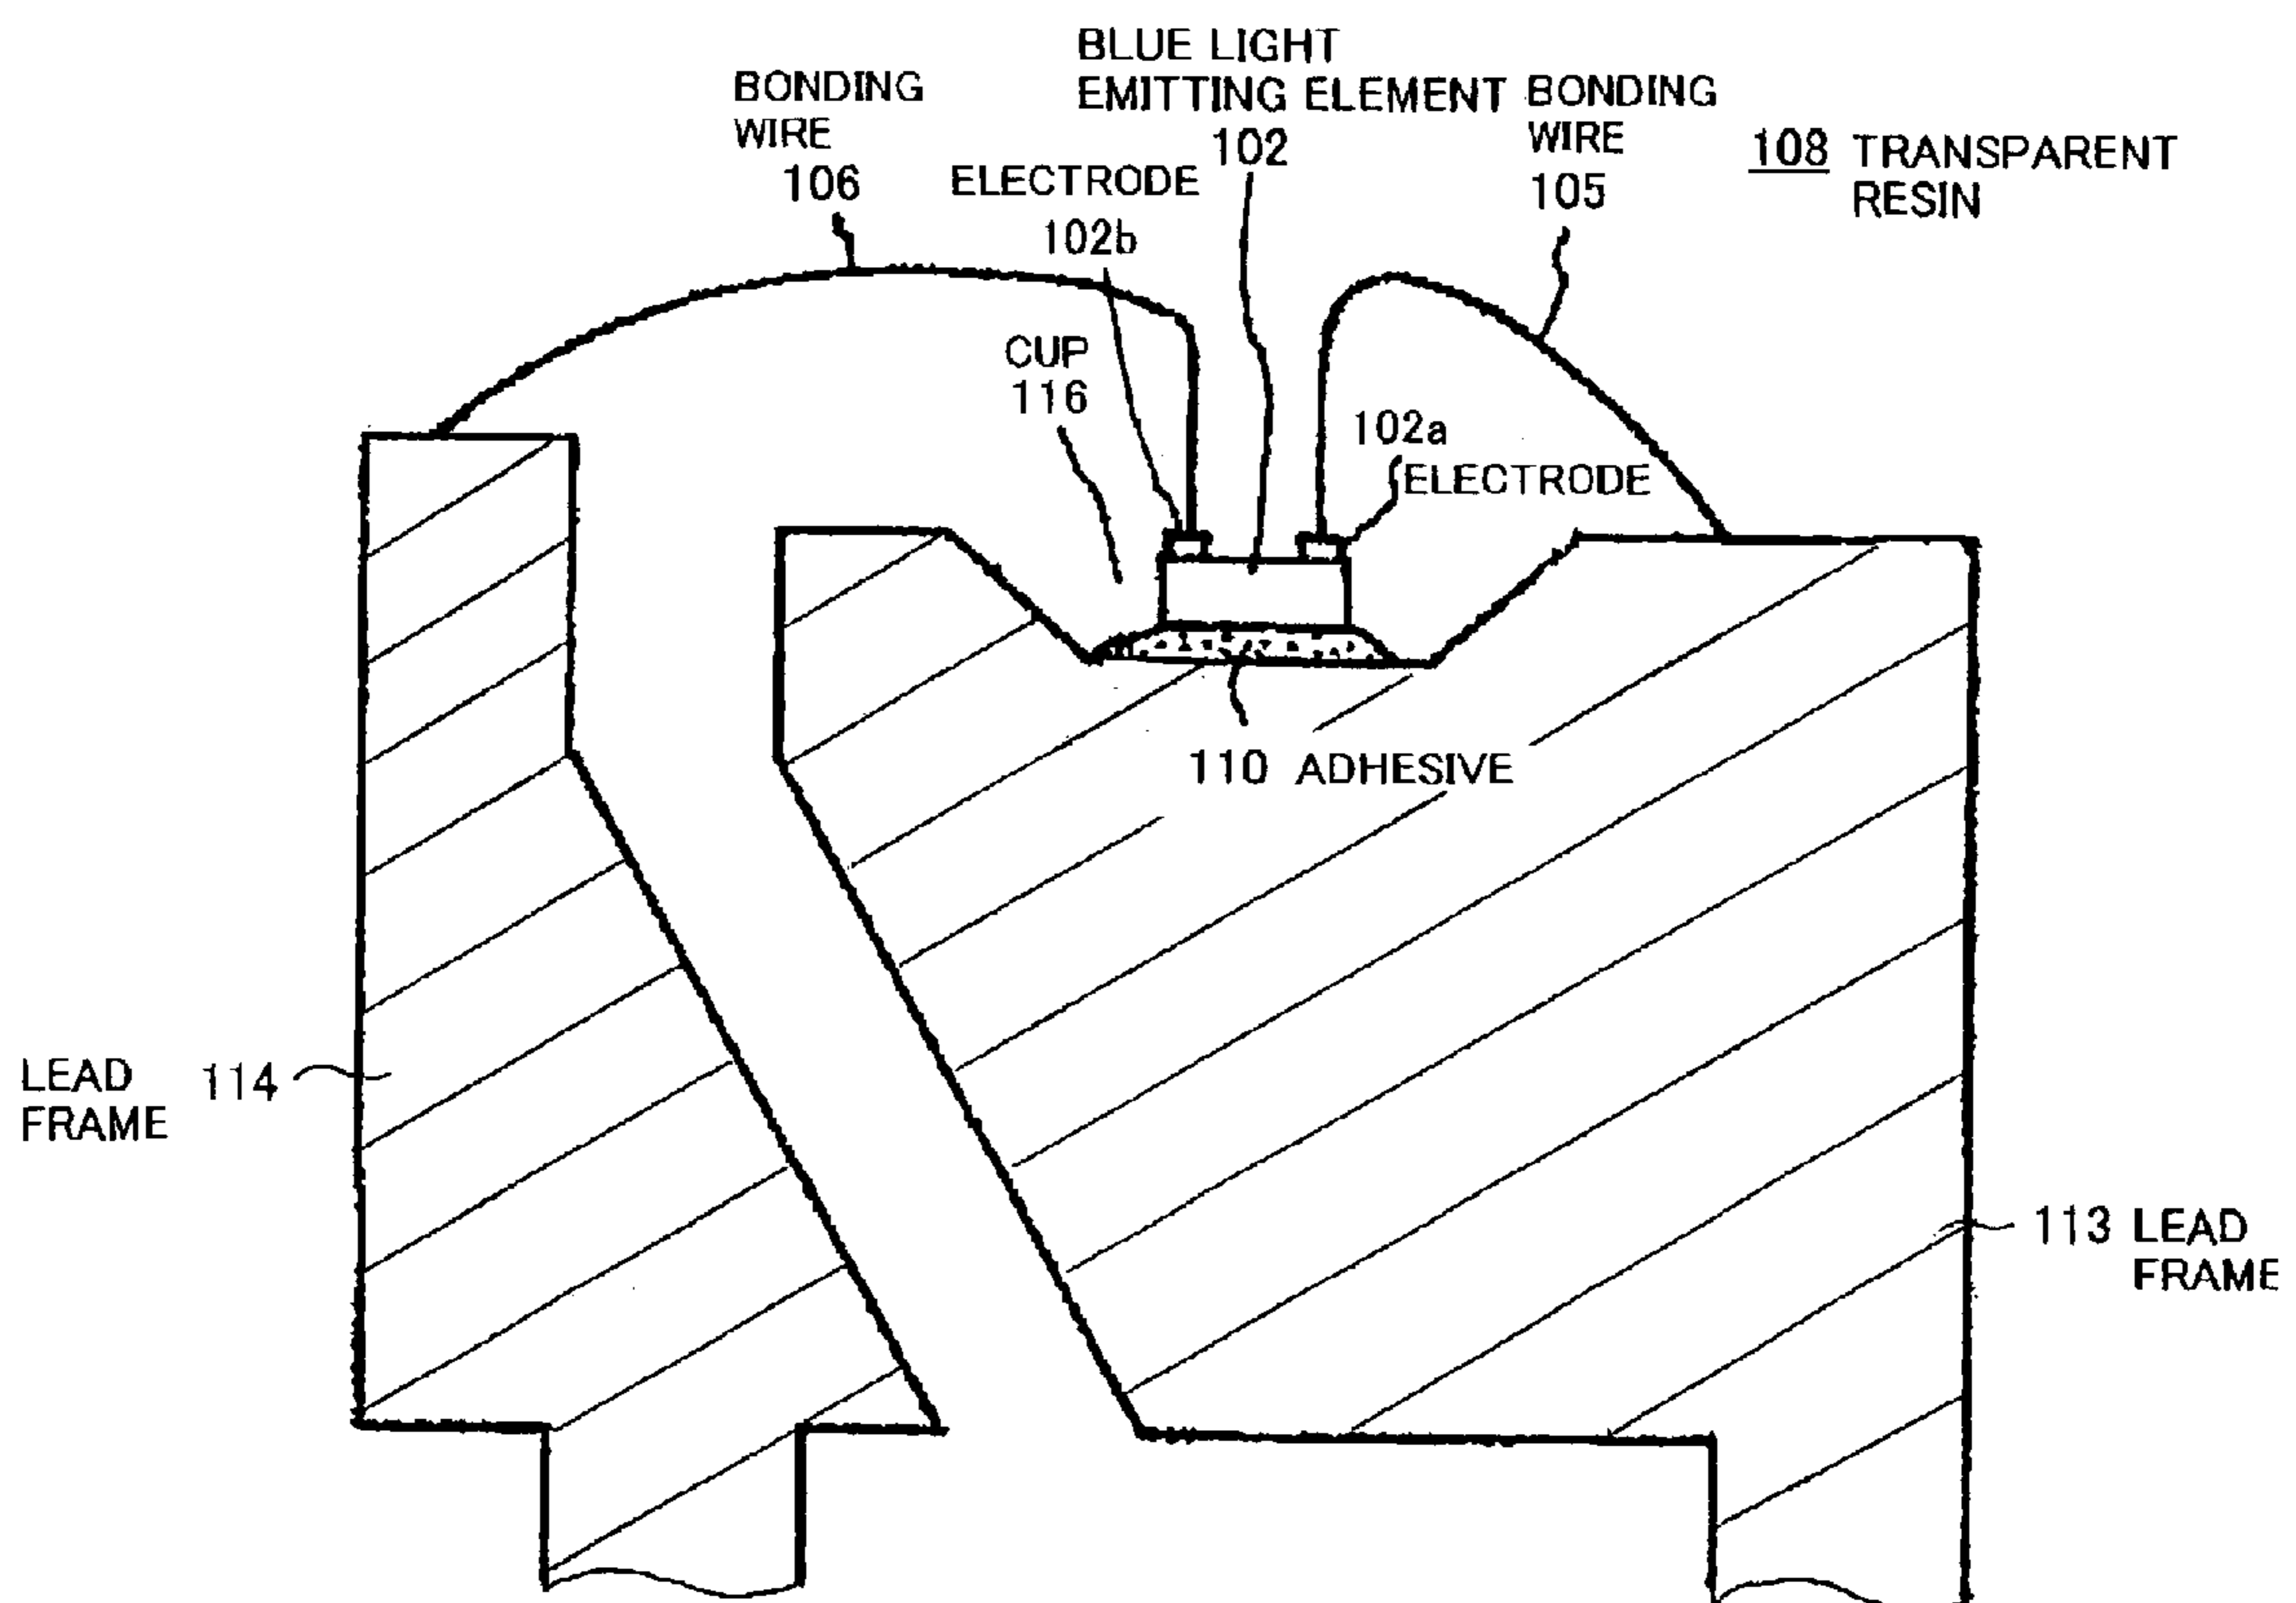 BLUE LIGHT
EMITTING ELEMENT
102
BONDING
WIRE
106
ELECTRODE
102b
BONDING
WIRE
105
108 TRANSPARENT
RESIN
CUP
116
102a
ELECTRODE
110 ADHESIVE
LEAD
FRAME
114
113 LEAD
FRAME